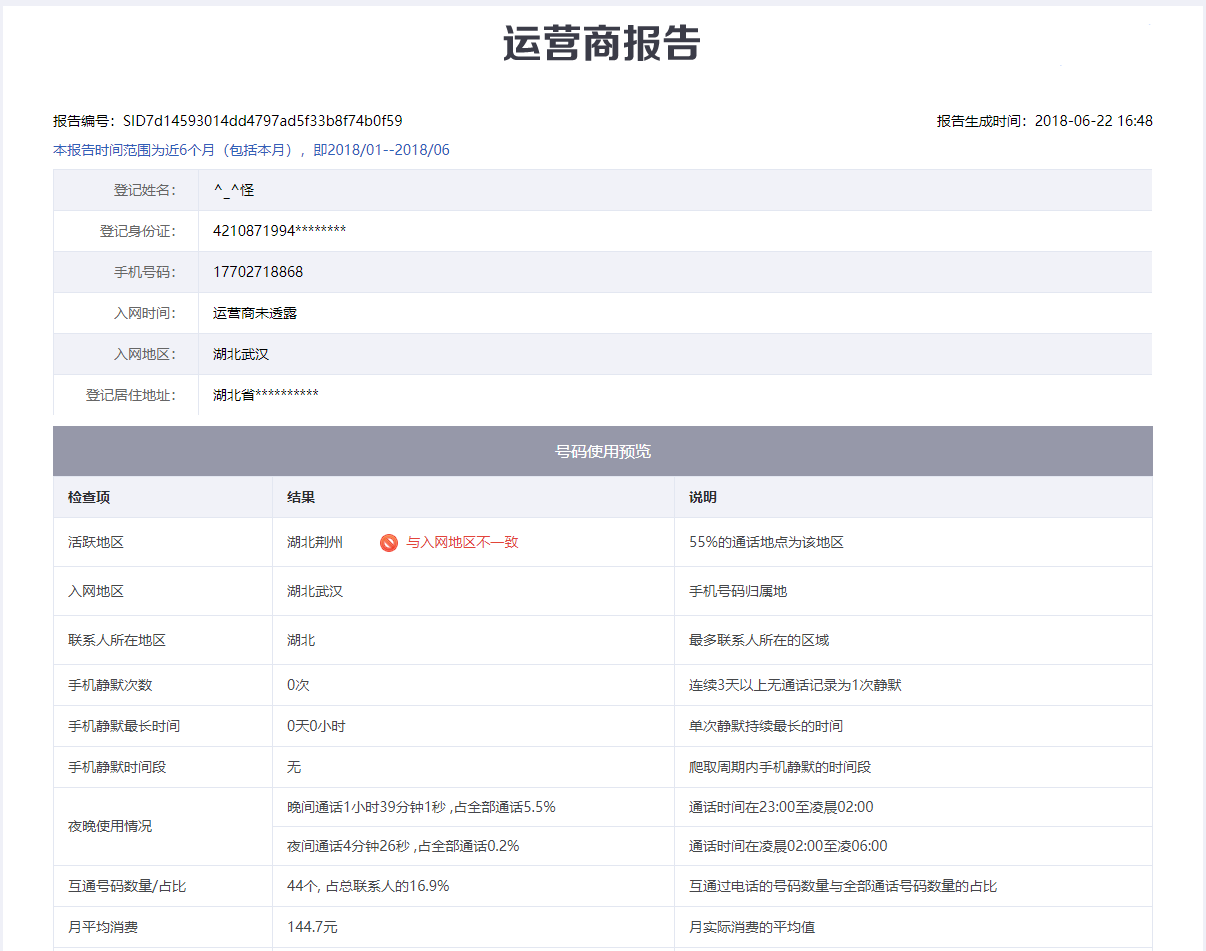 运营商报告
报告编号：SID7d14593014dd4797ad5f33b8f74b0f59 报告生成时间：2018-06-22 16:48
本报告时间范围为近6个月（包括本月），即2018/01--2018/06
登记姓名： ^_^怪
登记身份证： 4210871994********
手机号码： 17702718868
入网时间： 运营商未透露
入网地区： 湖北武汉
登记居住地址： 湖北省**********
号码使用预览
检查项 结果 说明
活跃地区 湖北荆州 与入网地区不一致 55%的通话地点为该地区
入网地区 湖北武汉 手机号码归属地
联系人所在地区 湖北 最多联系人所在的区域
手机静默次数 0次 连续3天以上无通话记录为1次静默
手机静默最长时间 0天0小时 单次静默持续最长的时间
手机静默时间段 无 爬取周期内手机静默的时间段
夜晚使用情况 晚间通话1小时39分钟1秒 ,占全部通话5.5% 通话时间在23:00至凌晨02:00
夜间通话4分钟26秒 ,占全部通话0.2% 通话时间在凌晨02:00至凌06:00
互通号码数量/占比 44个, 占总联系人的16.9% 互通过电话的号码数量与全部通话号码数量的占比
月平均消费 144.7元 月实际消费的平均值